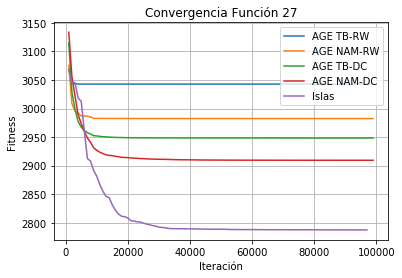 Convergencia Función 27
Fitness
3150
3100
3050
3000
2950
2900
2850
2800
AGE TB-RW
AGE NAM-RW
AGE TB-DC
AGE NAM-DC
Islas
0 20000 40000 60000 80000 100000
Iteración